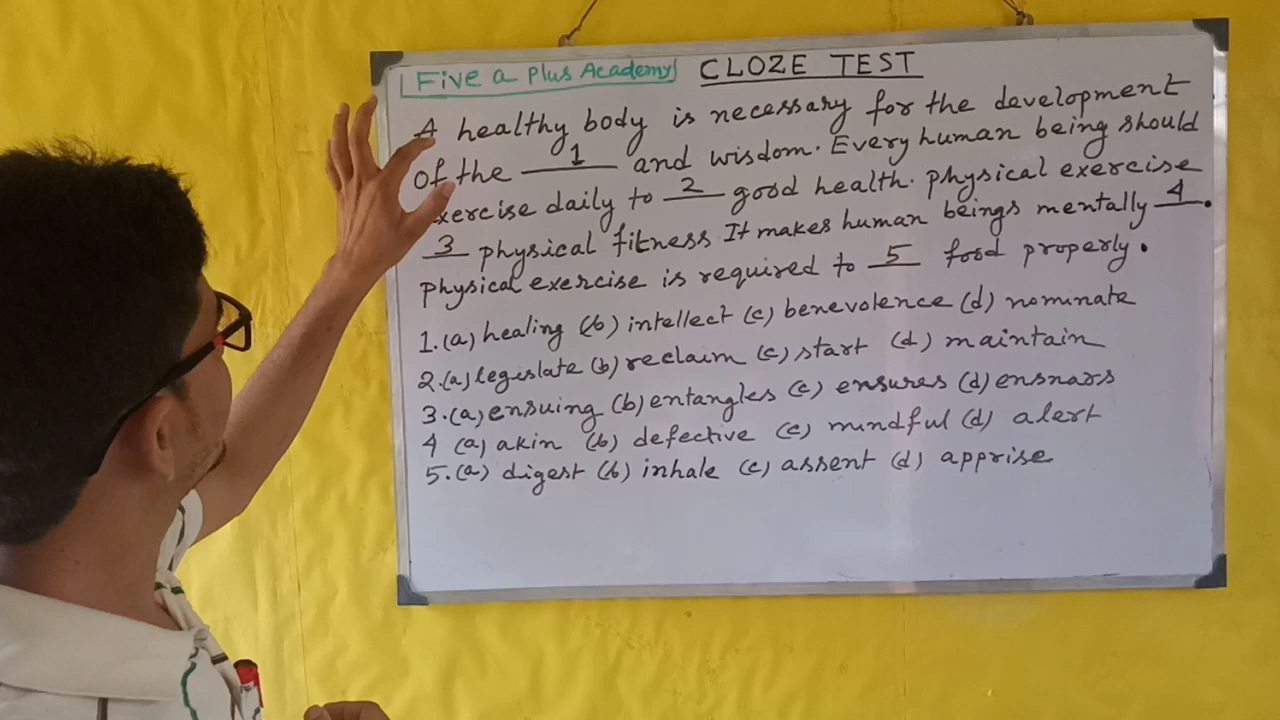 Five a Plus Academy CLOZE TEST
A healthy body is necessary for the development
of the 1 and wisdom. Every human being should
xercise daily to 2 good health. physical exercise
3 physical fitness. It makes human beings mentally 4.
physical exercise is required to 5 food properly.
1.(a) healing (b) intellect (c) benevolence (d) nominate
2.(a) legislate (b) reclaim (c) start (d) maintain
3.(a) ensuing (b) entangles (c) ensures (d) ensnars
4 (a) akin (b) defective (c) mindful (d) alert
5.(a) digest (b) inhale (c) assent (d) apprise